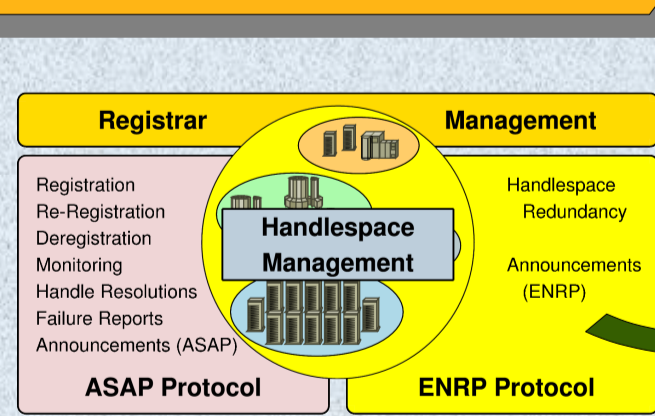 Registrar Management
Registration
Re-Registration
Deregistration
Monitoring
Handle Resolutions
Failure Reports
Announcements (ASAP)
ASAP Protocol
Handlespace
Management
Handlespace
Redundancy
Announcements
(ENRP)
ENRP Protocol